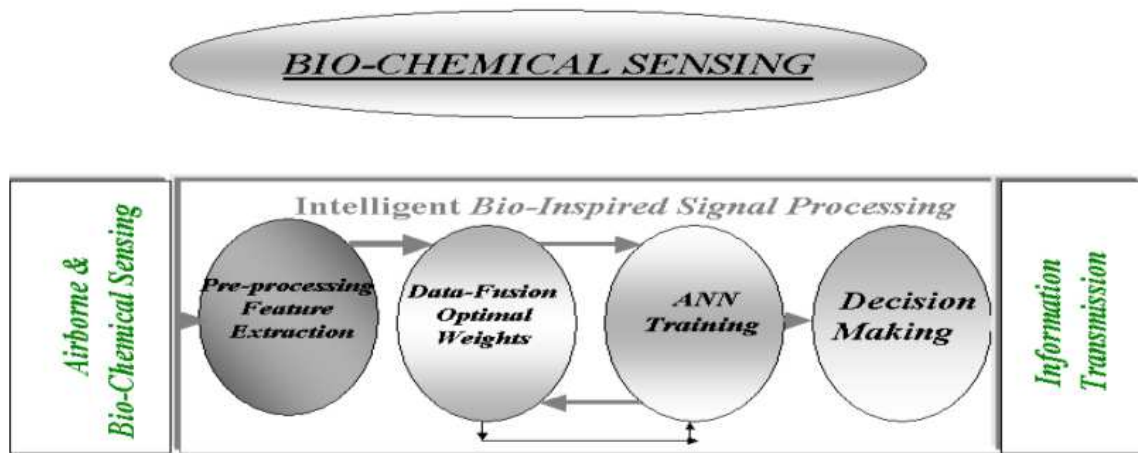 BIO-CHEMICAL SENSING
Airborne &
Bio-Chemical Sensing
Intelligent Bio-Inspired Signal Processing
Pre-processing
Feature
Extraction
Data-Fusion
Optimal
Weights
ANN
Training
Decision
Making
Information
Transmission